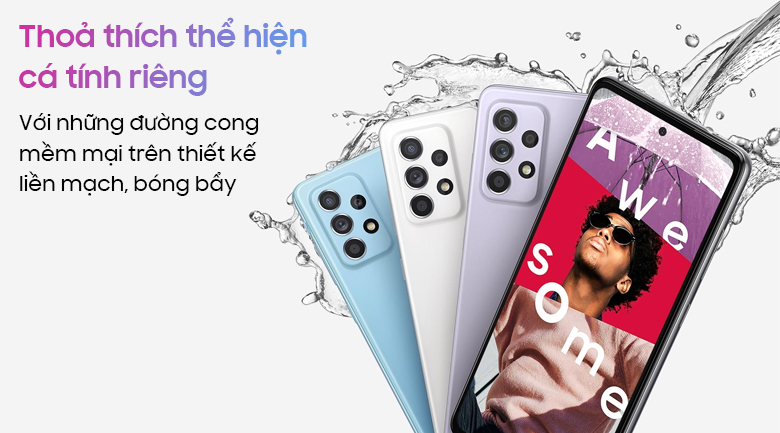 Thoả thích thể hiện
cá tính riêng
Với những đường cong
mềm mại trên thiết kế
liền mạch, bóng bẩy
Awesome